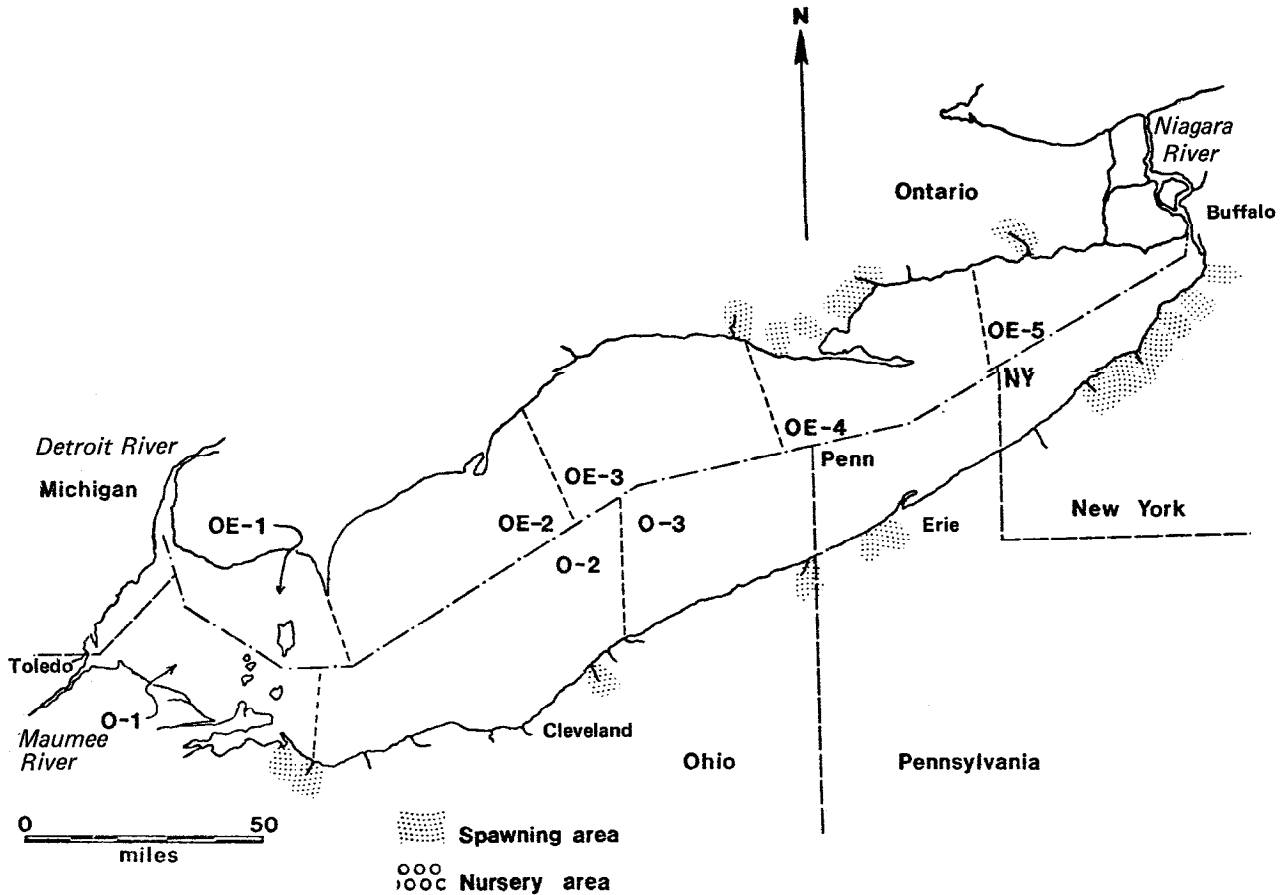 N
Niagara
River
Ontario
Buffalo
OE-5
NY
OE-4
Penn
Detroit River
Michigan
OE-3
OE-1
OE-2
O-3
New York
Erie
O-2
Toledo
O-1
Maumee
River
Cleveland
Ohio
Pennsylvania
0 50
miles
Spawning area
Nursery area